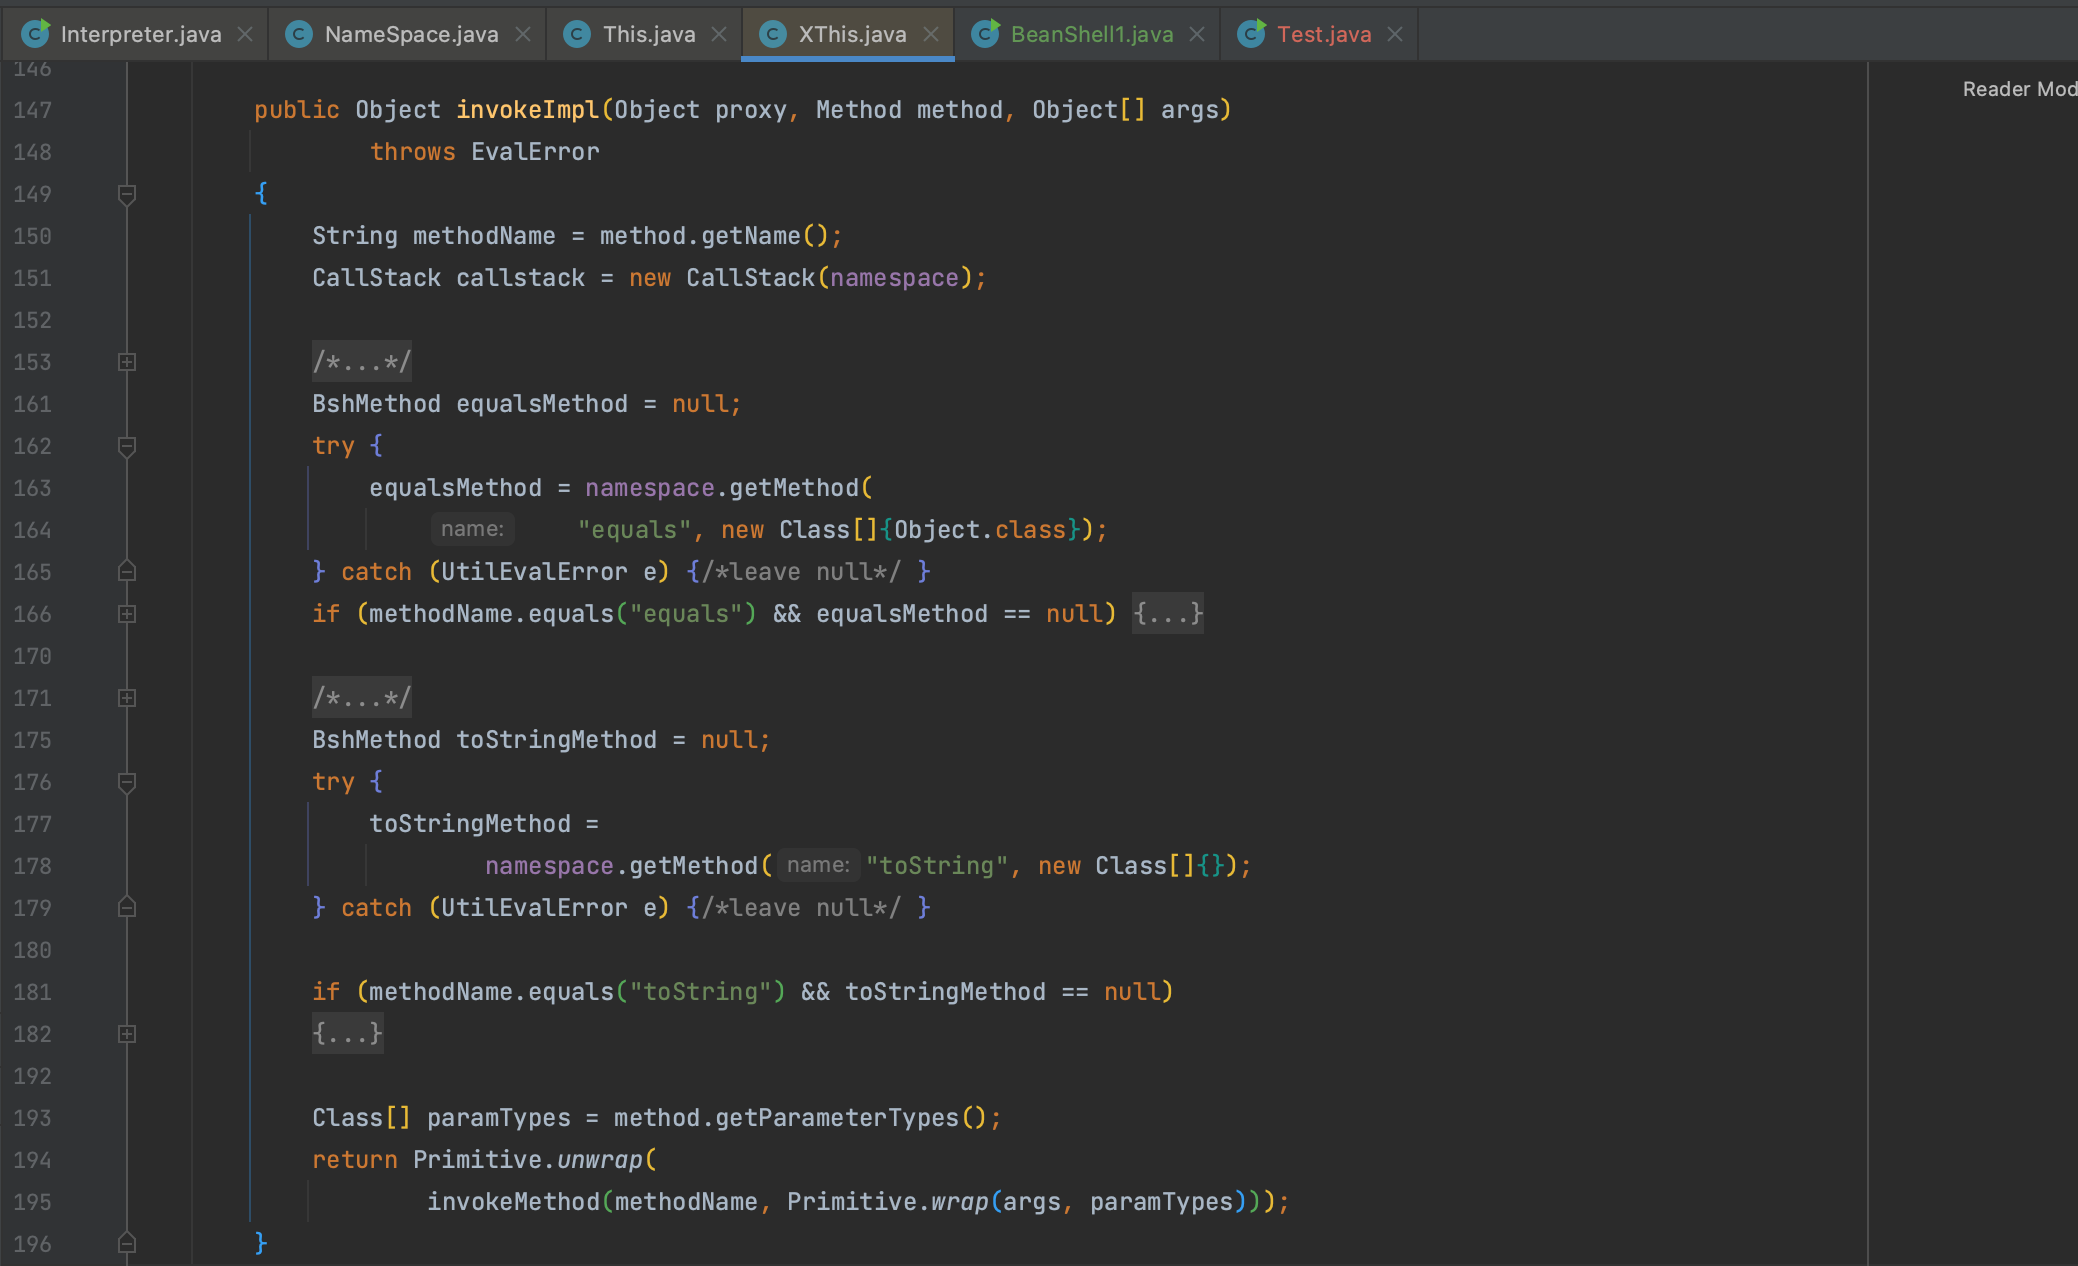 Interpreter.java NameSpace.java This.java XThis.java BeanShell1.java Test.java
146
Reader Mod
147 public Object invokeImpl(Object proxy, Method method, Object[] args)
148 throws EvalError
149 {
150 String methodName = method.getName();
151 CallStack callstack = new CallStack(namespace);
152
153 /*...*/
161 BshMethod equalsMethod = null;
162 try {
163 equalsMethod = namespace.getMethod(
164 name: "equals", new Class[]{Object.class});
165 } catch (UtilEvalError e) {/*leave null*/ }
166 if (methodName.equals("equals") && equalsMethod == null) {...}
170
171 /*...*/
175 BshMethod toStringMethod = null;
176 try {
177 toStringMethod =
178 namespace.getMethod( name: "toString", new Class[]{});
179 } catch (UtilEvalError e) {/*leave null*/ }
180
181 if (methodName.equals("toString") && toStringMethod == null)
182 {...}
192
193 Class[] paramTypes = method.getParameterTypes();
194 return Primitive.unwrap(
195 invokeMethod(methodName, Primitive.wrap(args, paramTypes)));
196 }